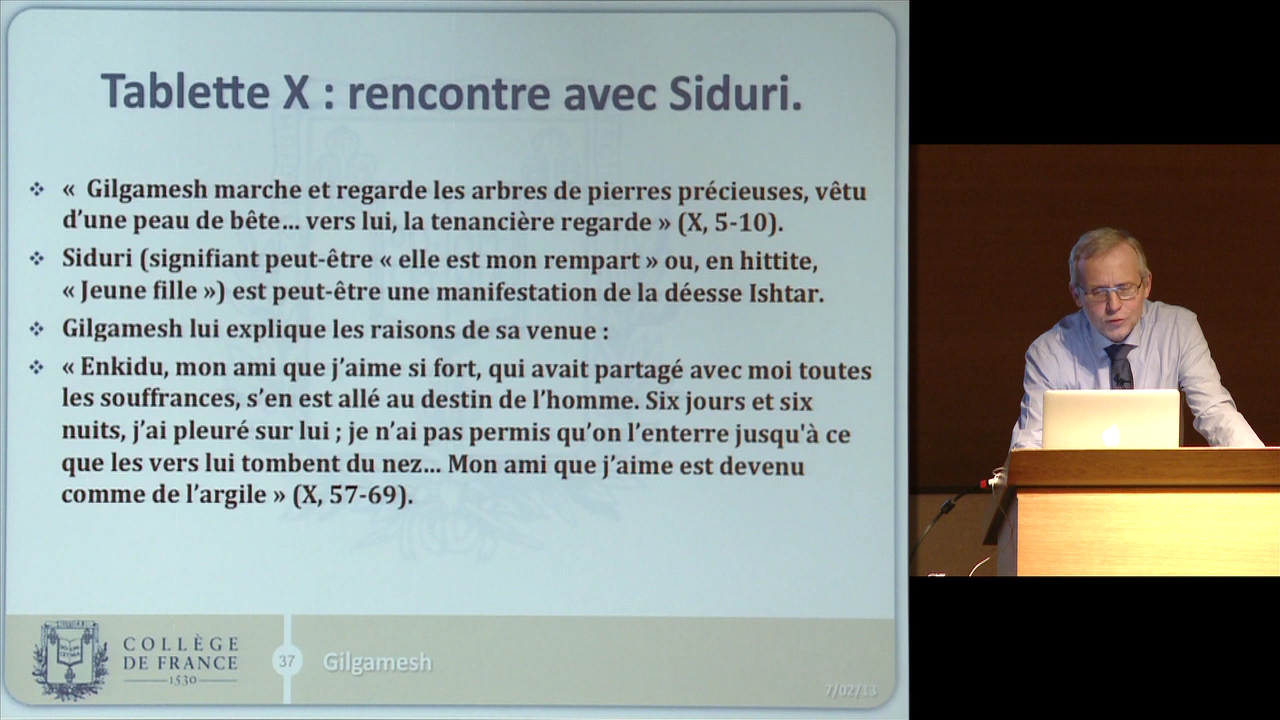 Tablette X : rencontre avec Siduri.
❖ «  Gilgamesh marche et regarde les arbres de pierres précieuses, vêtu
d’une peau de bête... vers lui, la tenancière regarde » (X, 5-10).
❖ Siduri (signifiant peut-être « elle est mon rempart » ou, en hittite,
« Jeune fille ») est peut-être une manifestation de la déesse Ishtar.
❖ Gilgamesh lui explique les raisons de sa venue :
❖ « Enkidu, mon ami que j’aime si fort, qui avait partagé avec moi toutes
les souffrances, s’en est allé au destin de l’homme. Six jours et six
nuits, j’ai pleuré sur lui ; je n’ai pas permis qu’on l’enterre jusqu'à ce
que les vers lui tombent du nez... Mon ami que j’aime est devenu
comme de l’argile » (X, 57-69).
COLLÈGE
DE FRANCE
1530
37
Gilgamesh
7/02/13